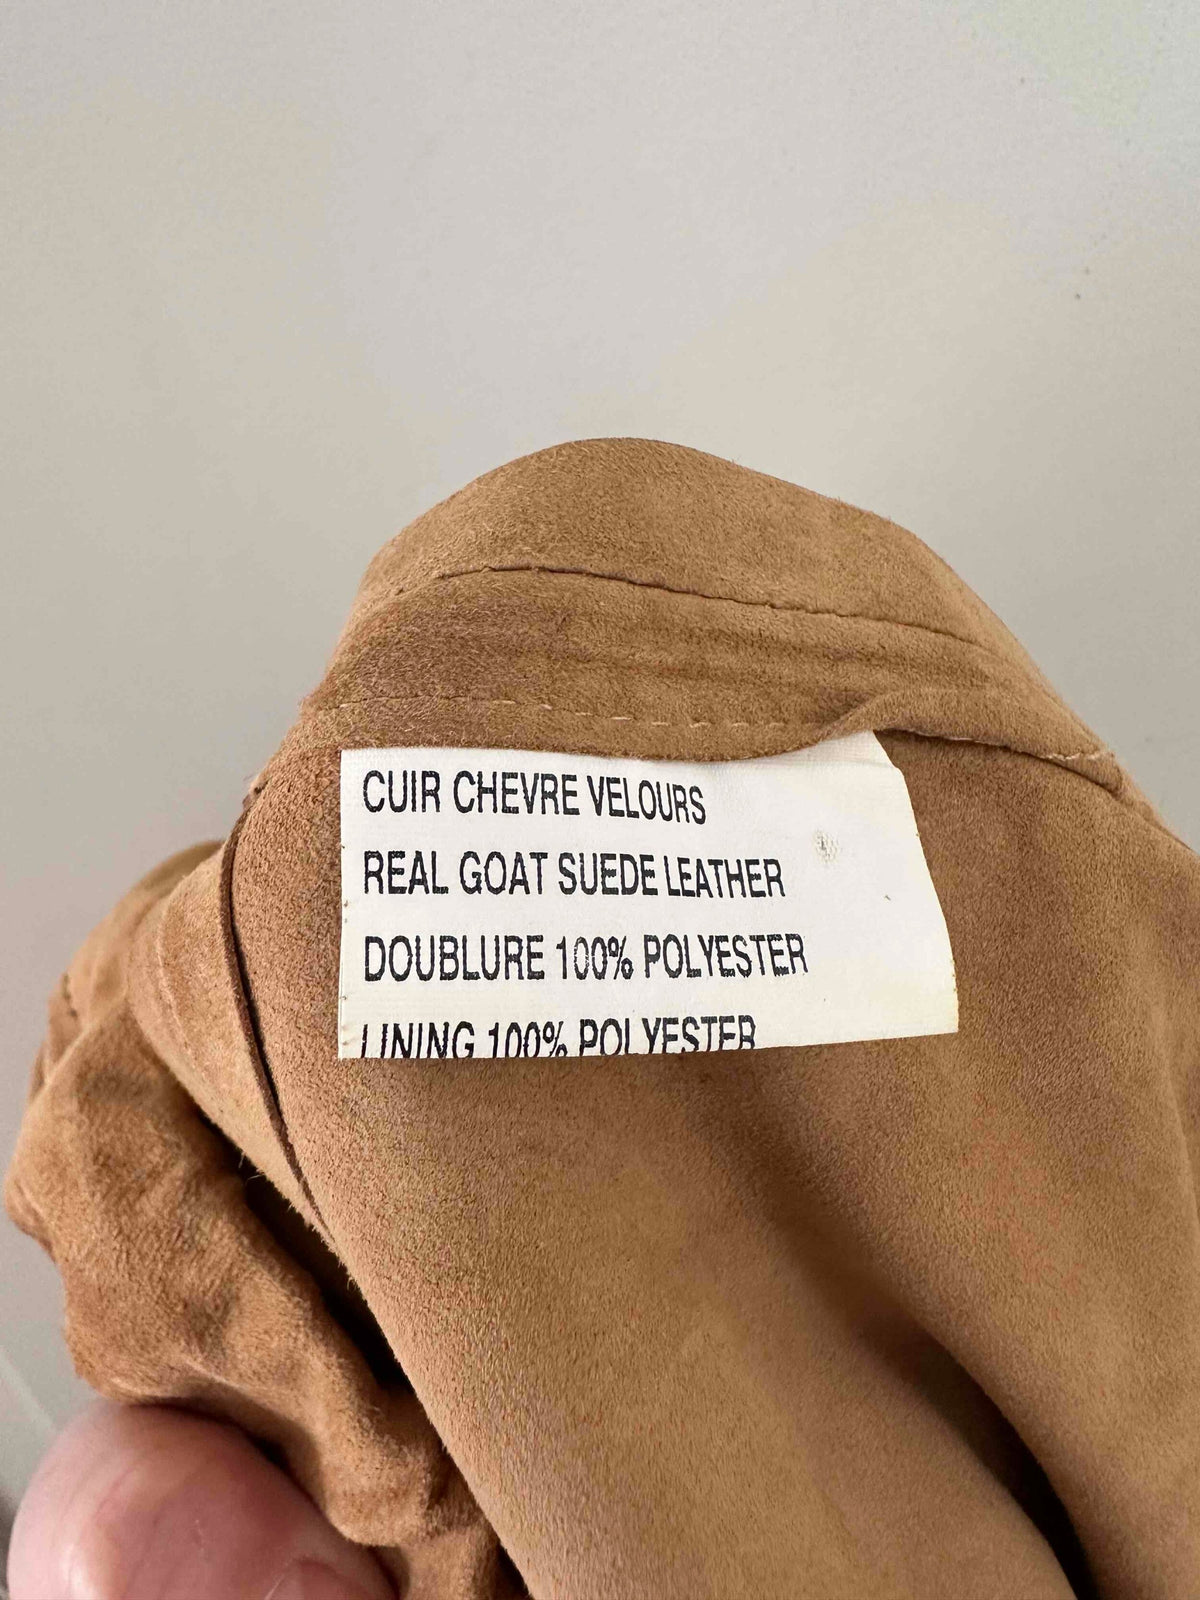 CUIR CHEVRE VELOURS
REAL GOAT SUEDE LEATHER
DOUBLURE 100% POLYESTER
LINING 100% POLYESTER